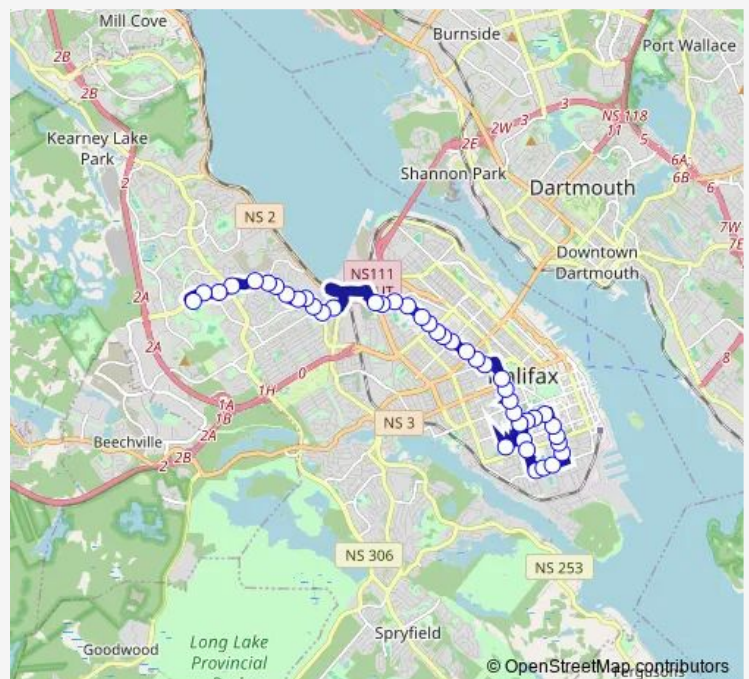 Mill Cove
Burnside
Port Wallace
2B
2B
NS 118
3
3
11
2W
5
Kearney Lake
Park
2E
6A
6B
6
2
Shannon Park
Dartmouth
NS 2
7W
7E
Downtown
Dartmouth
NS111
2A
8
2A
1H
0
1A
1B
NS 3
2A
Beechville
2B
2
NS 306
NS 253
Spryfield
Goodwood
Long Lake
Provincial
© OpenStreetMap contributors